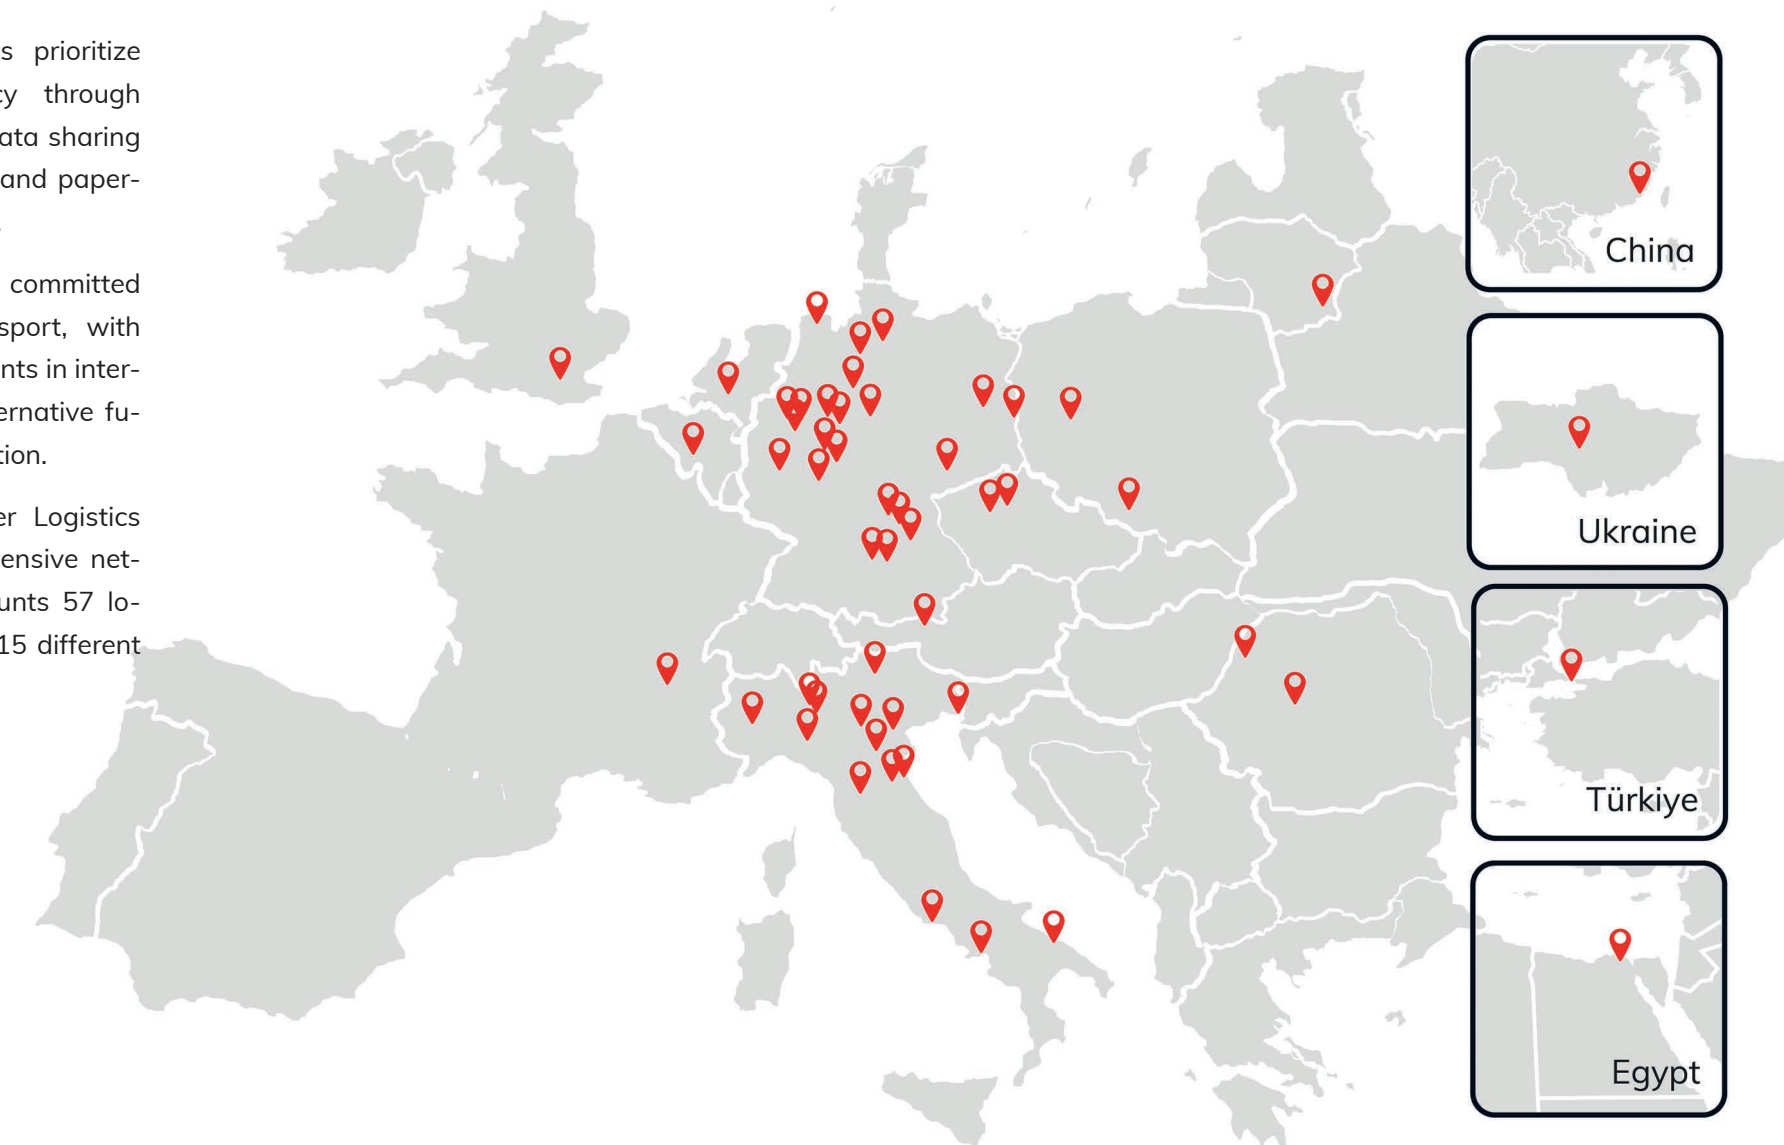 s prioritize
cy through
ata sharing
and paper-
committed
sport, with
nts in inter-
ernative fu-
tion.
er Logistics
ensive net-
unts 57 lo-
15 different
China
Ukraine
Türkiye
Egypt